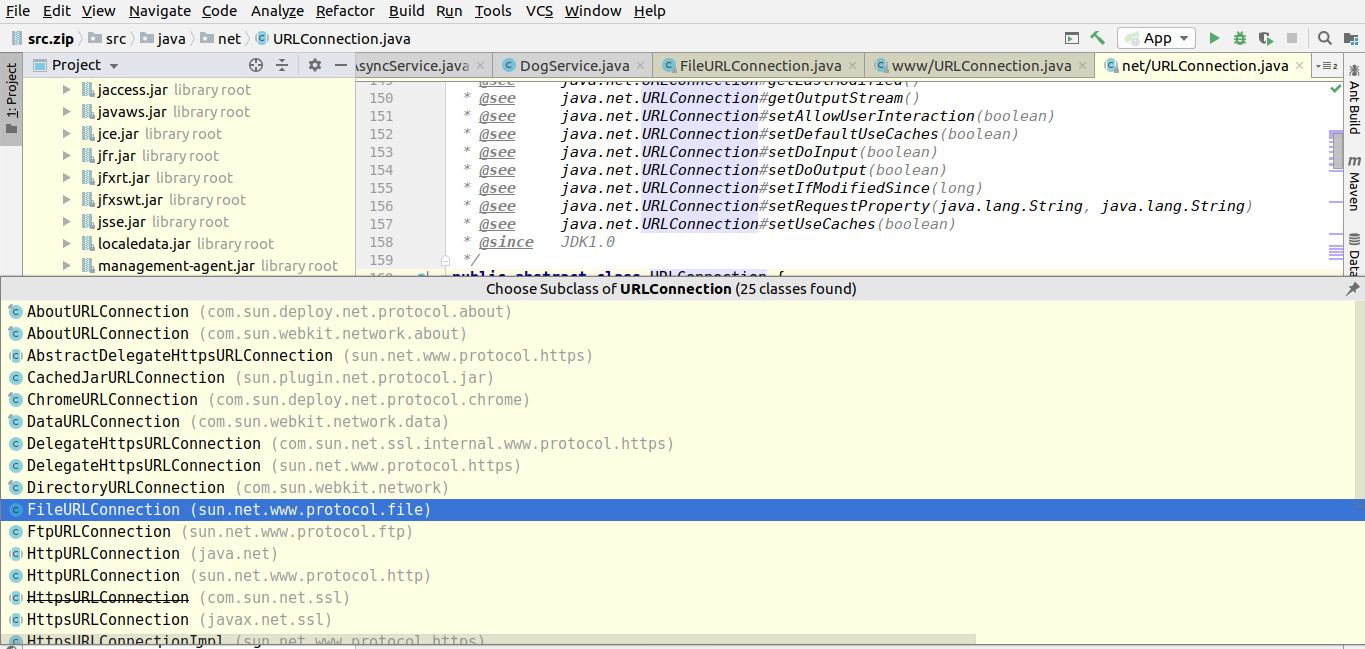 File Edit View Navigate Code Analyze Refactor Build Run Tools VCS Window Help
src.zip src java net URLConnection.java App
1: Project
Project
AsyncService.java DogService.java FileURLConnection.java www/URLConnection.java net/URLConnection.java 2
jaccess.jar library root
javaws.jar library root
jce.jar library root
jfr.jar library root
jfxrt.jar library root
jfxswt.jar library root
jsse.jar library root
localedata.jar library root
management-agent.jar library root
149 * @see java.net.URLConnection#getLastModified()
150 * @see java.net.URLConnection#getOutputStream()
151 * @see java.net.URLConnection#setAllowUserInteraction(boolean)
152 * @see java.net.URLConnection#setDefaultUseCaches(boolean)
153 * @see java.net.URLConnection#setDoInput(boolean)
154 * @see java.net.URLConnection#setDoOutput(boolean)
155 * @see java.net.URLConnection#setIfModifiedSince(long)
156 * @see java.net.URLConnection#setRequestProperty(java.lang.String, java.lang.String)
157 * @see java.net.URLConnection#setUseCaches(boolean)
158 * @since JDK1.0
159 */
160 public abstract class URLConnection {
Ant Build
Maven
Data
Choose Subclass of URLConnection (25 classes found)
AboutURLConnection (com.sun.deploy.net.protocol.about)
AboutURLConnection (com.sun.webkit.network.about)
AbstractDelegateHttpsURLConnection (sun.net.www.protocol.https)
CachedJarURLConnection (sun.plugin.net.protocol.jar)
ChromeURLConnection (com.sun.deploy.net.protocol.chrome)
DataURLConnection (com.sun.webkit.network.data)
DelegateHttpsURLConnection (com.sun.net.ssl.internal.www.protocol.https)
DelegateHttpsURLConnection (sun.net.www.protocol.https)
DirectoryURLConnection (com.sun.webkit.network)
FileURLConnection (sun.net.www.protocol.file)
FtpURLConnection (sun.net.www.protocol.ftp)
HttpURLConnection (java.net)
HttpURLConnection (sun.net.www.protocol.http)
HttpsURLConnection (com.sun.net.ssl)
HttpsURLConnection (javax.net.ssl)
HttpsURLConnectionImpl (sun.net.www.protocol.https)